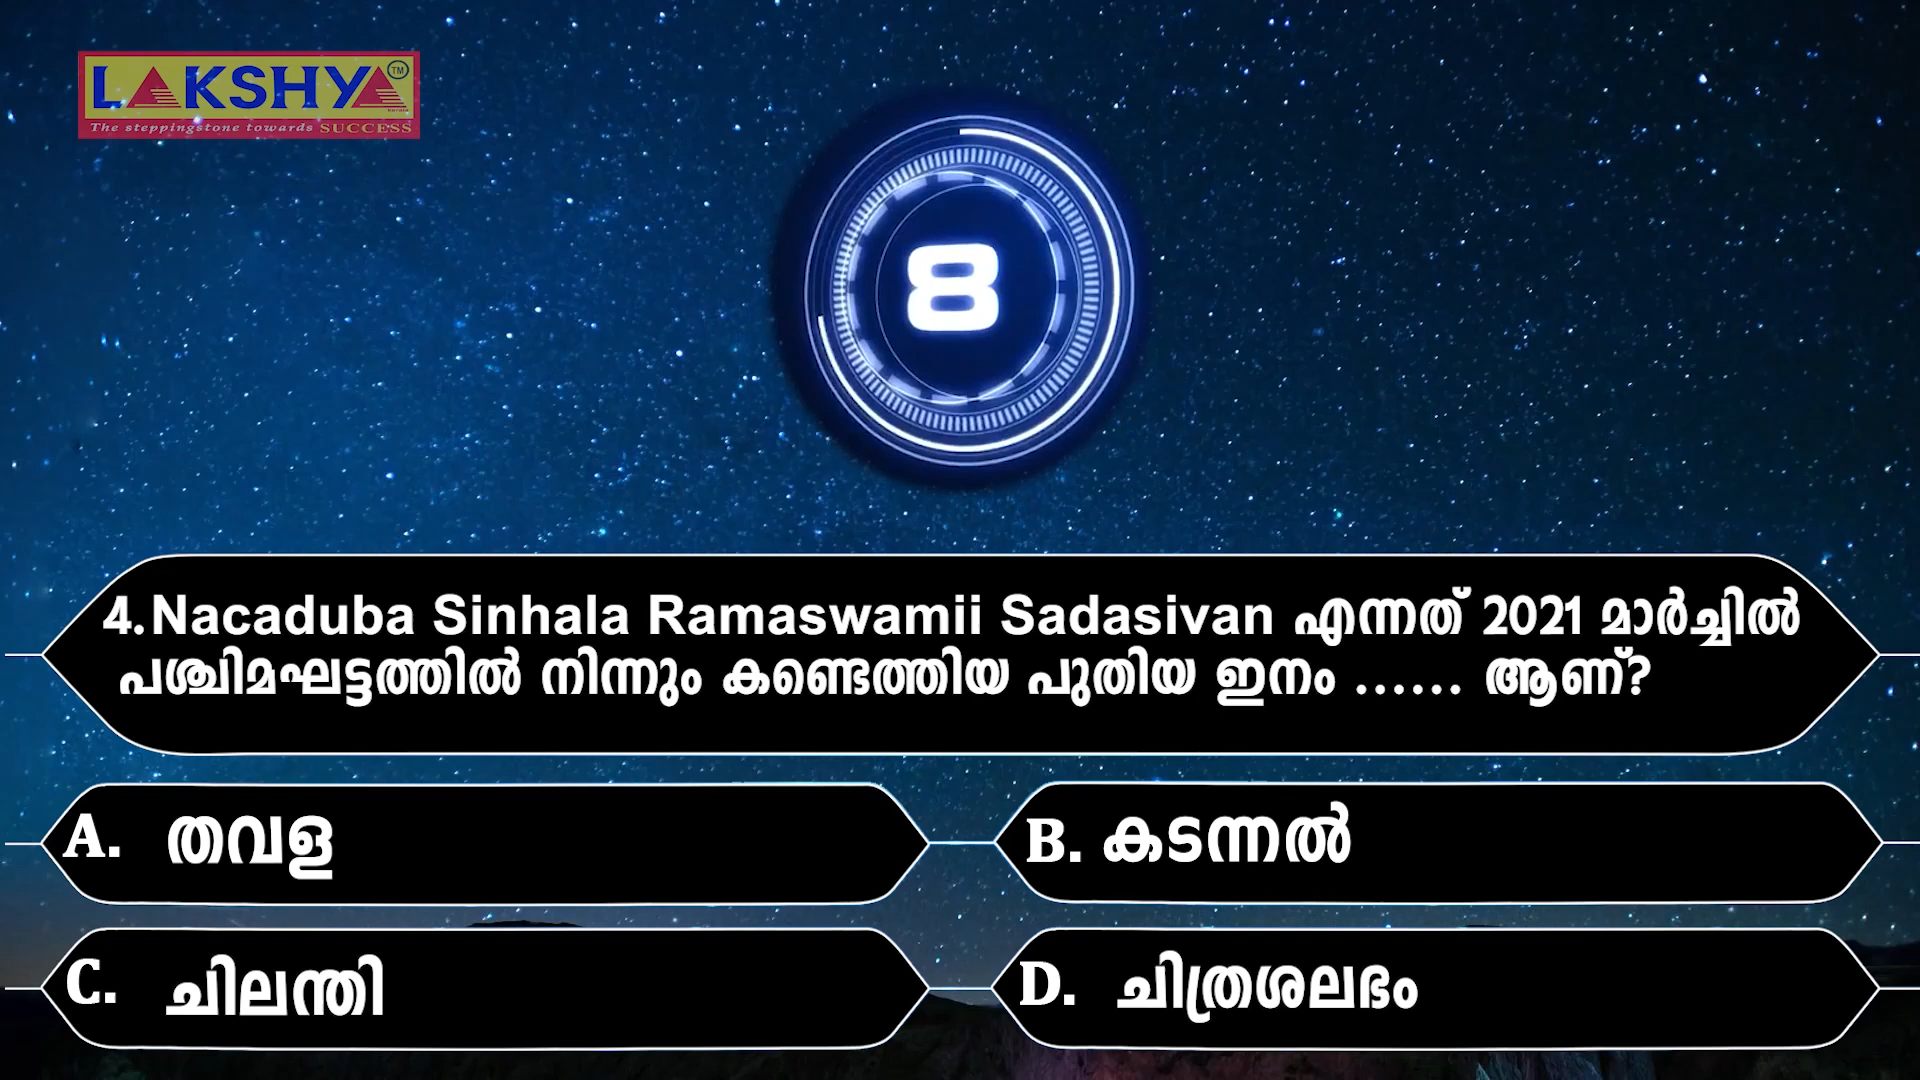 LAKSHYA TM
The steppingstone towards SUCCESS
8
4.Nacaduba Sinhala Ramaswamii Sadasivan എന്നത് 2021 മാർച്ചിൽ
പശ്ചിമഘട്ടത്തിൽ നിന്നും കണ്ടെത്തിയ പുതിയ ഇനം ...... ആണ്?
A. തവള
B. കടന്നൽ
C. ചിലന്തി
D. ചിത്രശലഭം